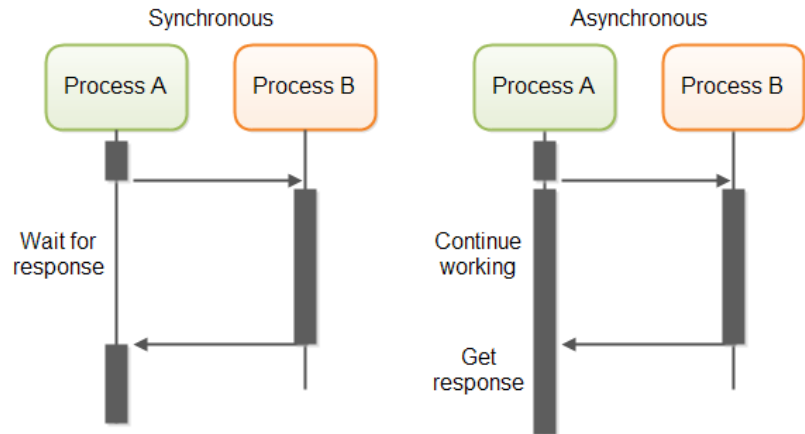 Synchronous
Asynchronous
Process A
Process B
Process A
Process B
Wait for
response
Continue
working
Get
response